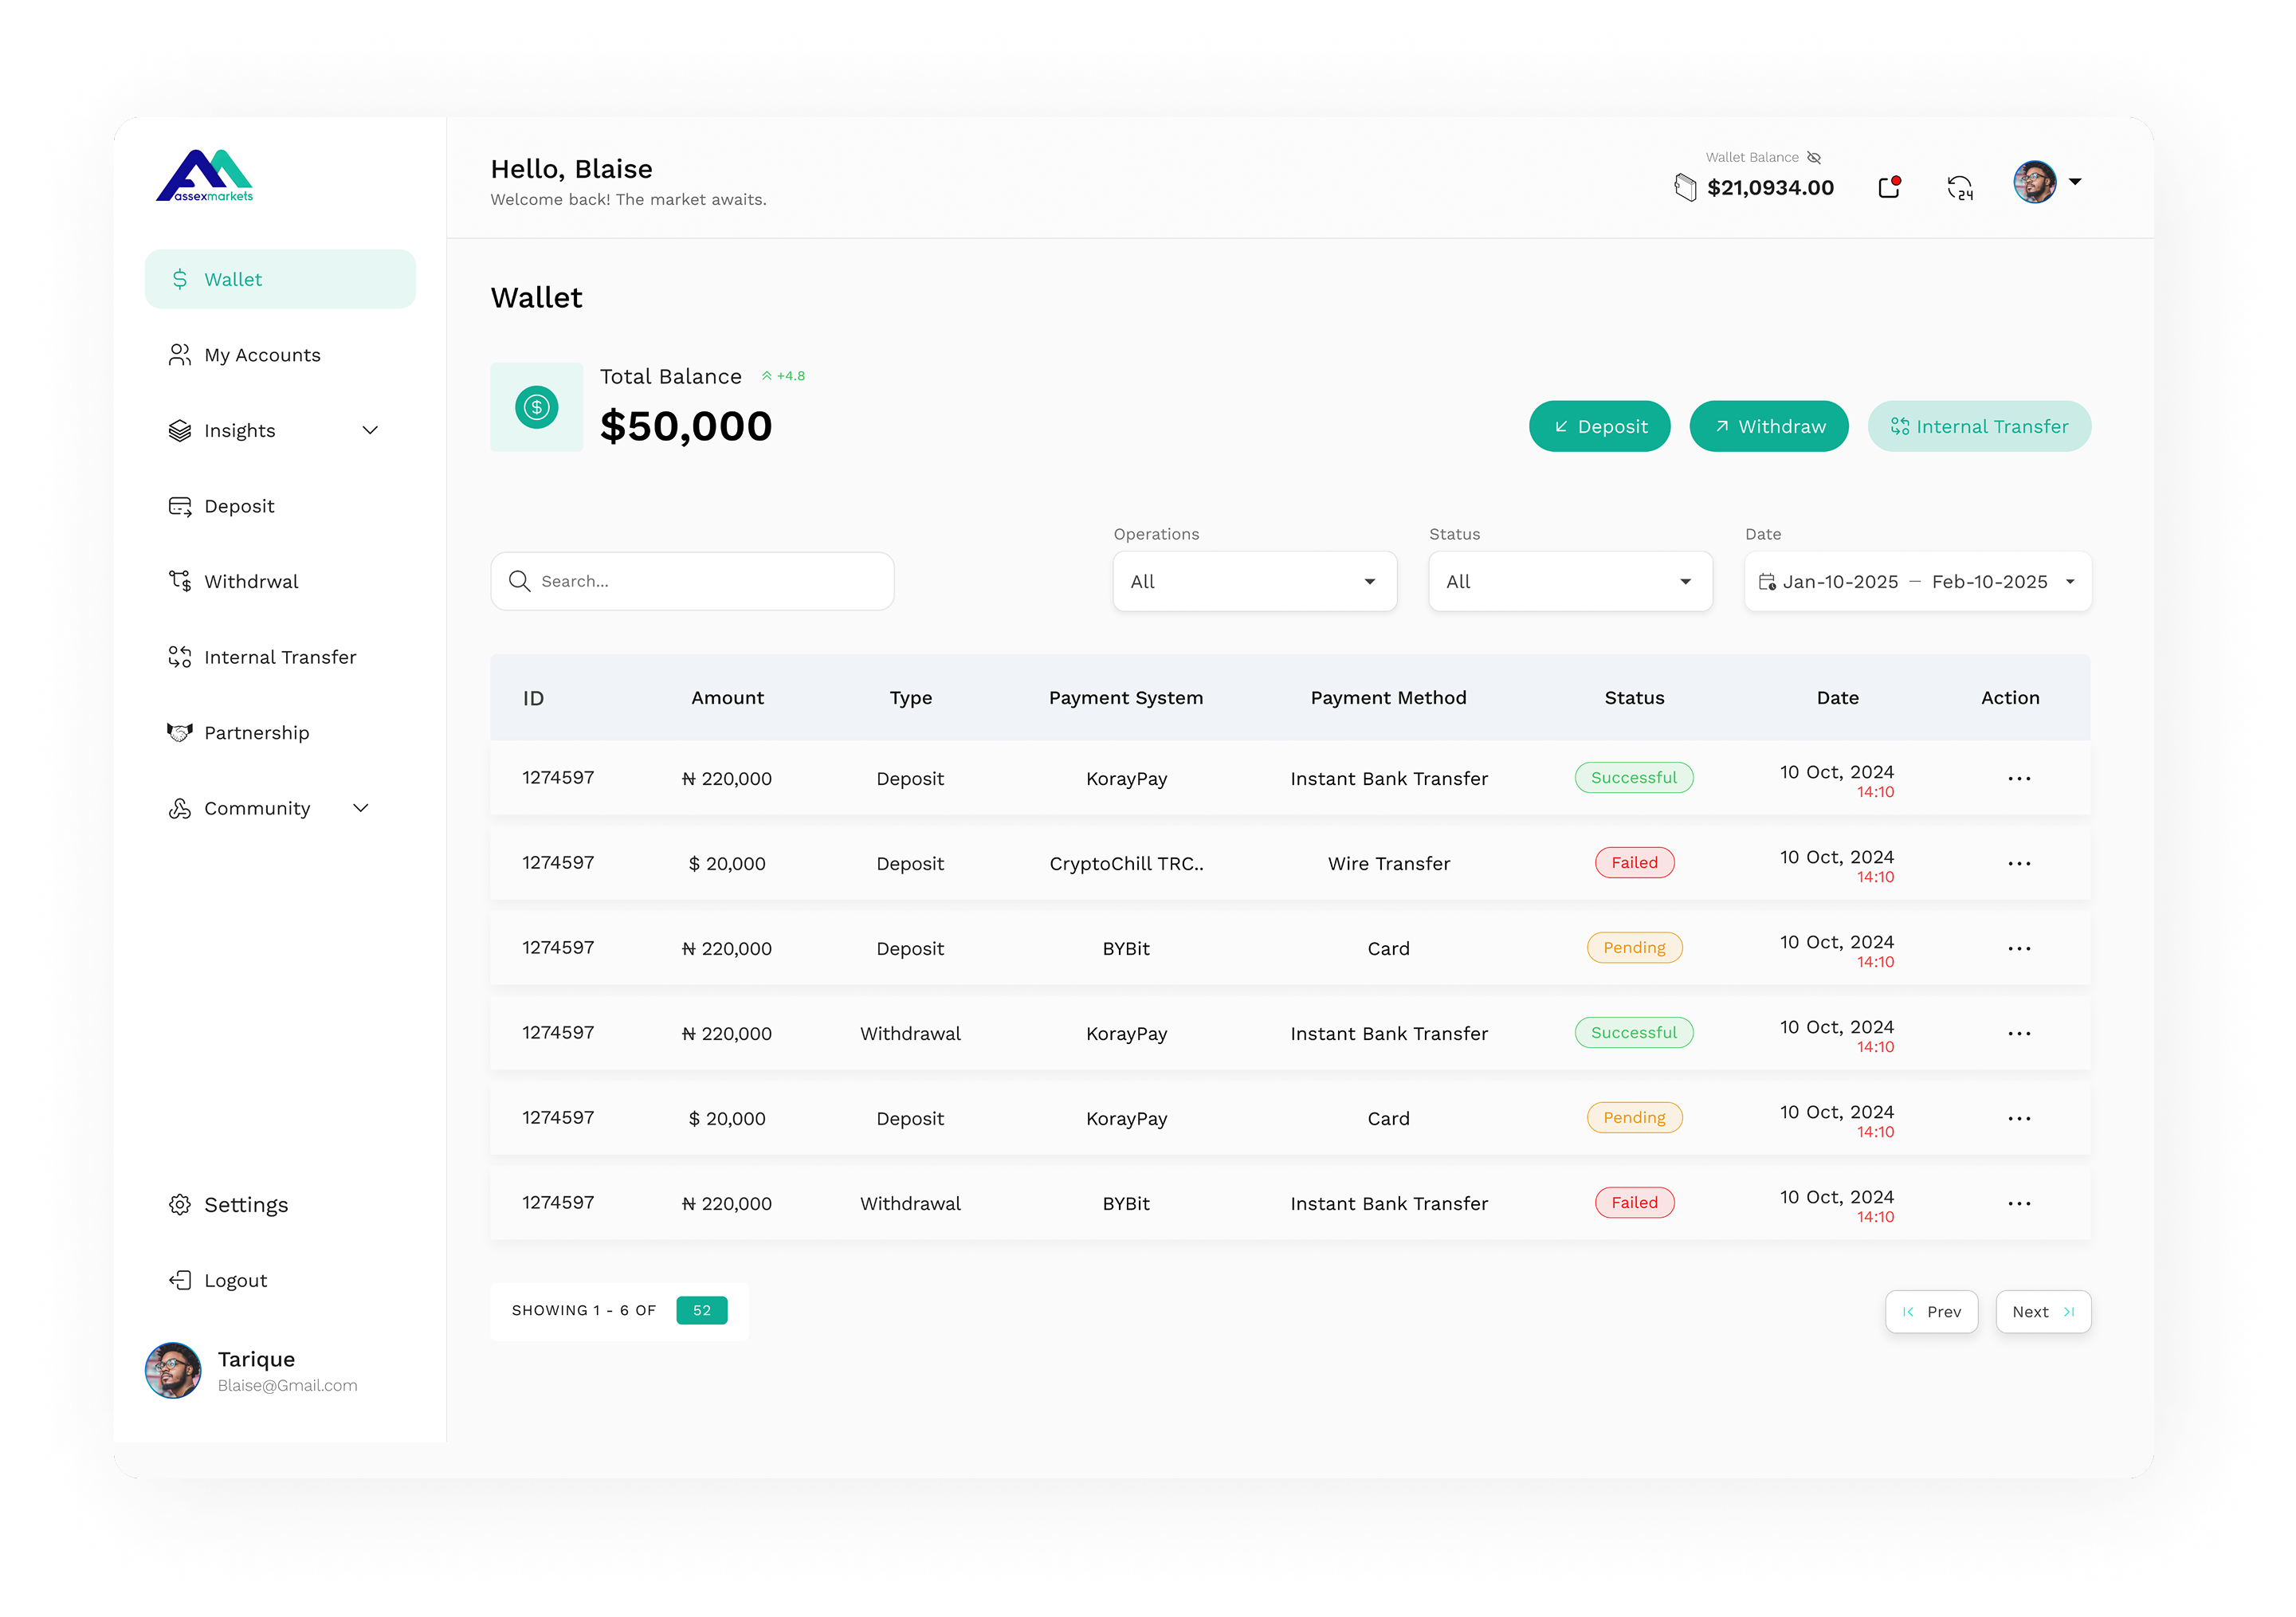 assexmarkets
Wallet
My Accounts
Insights
Deposit
Withdrwal
Internal Transfer
Partnership
Community
Settings
Logout
Tarique
Blaise@Gmail.com
Hello, Blaise
Welcome back! The market awaits.
Wallet Balance
$21,0934.00
24
Wallet
Total Balance +4.8
$50,000
Deposit Withdraw Internal Transfer
Operations Status Date
Search... All All Jan-10-2025 – Feb-10-2025
ID Amount Type Payment System Payment Method Status Date Action
1274597 ₦ 220,000 Deposit KorayPay Instant Bank Transfer Successful 10 Oct, 2024
14:10
1274597 $ 20,000 Deposit CryptoChill TRC.. Wire Transfer Failed 10 Oct, 2024
14:10
1274597 ₦ 220,000 Deposit BYBit Card Pending 10 Oct, 2024
14:10
1274597 ₦ 220,000 Withdrawal KorayPay Instant Bank Transfer Successful 10 Oct, 2024
14:10
1274597 $ 20,000 Deposit KorayPay Card Pending 10 Oct, 2024
14:10
1274597 ₦ 220,000 Withdrawal BYBit Instant Bank Transfer Failed 10 Oct, 2024
14:10
SHOWING 1 - 6 OF 52
Prev Next